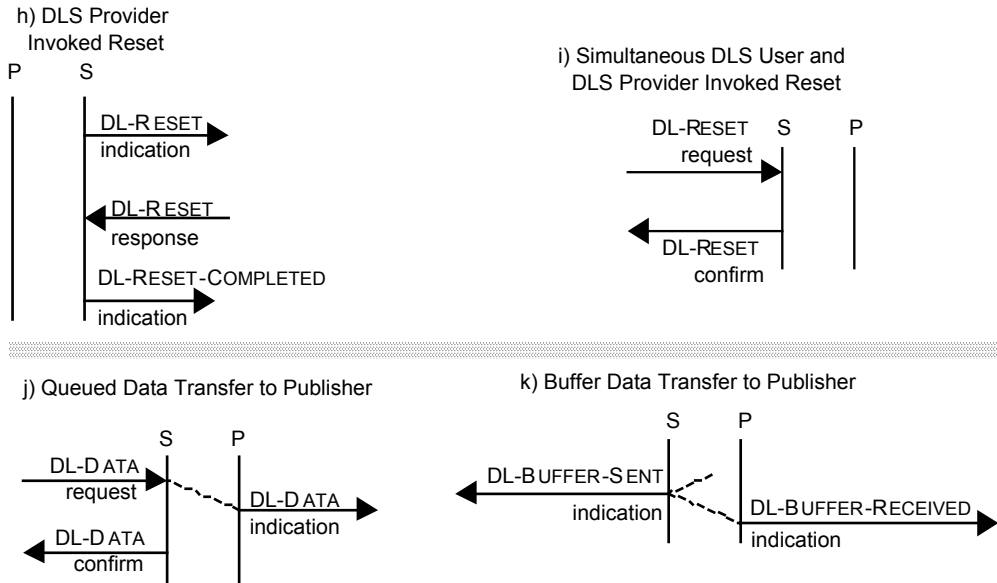 h) DLS Provider
Invoked Reset
P S
DL-RESET
indication
DL-RESET
response
DL-RESET-COMPLETED
indication
i) Simultaneous DLS User and
DLS Provider Invoked Reset
S P
DL-RESET
request
DL-RESET
confirm
j) Queued Data Transfer to Publisher
S P
DL-DATA
request
DL-DATA
indication
DL-DATA
confirm
k) Buffer Data Transfer to Publisher
S P
DL-BUFFER-SENT
indication
DL-BUFFER-RECEIVED
indication